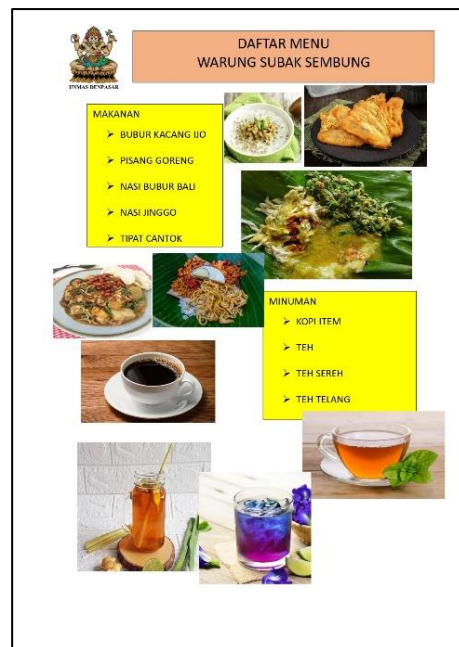 UNMAS DENPASAR
DAFTAR MENU
WARUNG SUBAK SEMBUNG
MAKANAN
➢ BUBUR KACANG IJO
➢ PISANG GORENG
➢ NASI BUBUR BALI
➢ NASI JINGGO
➢ TIPAT CANTOK
MINUMAN
➢ KOPI ITEM
➢ TEH
➢ TEH SEREH
➢ TEH TELANG